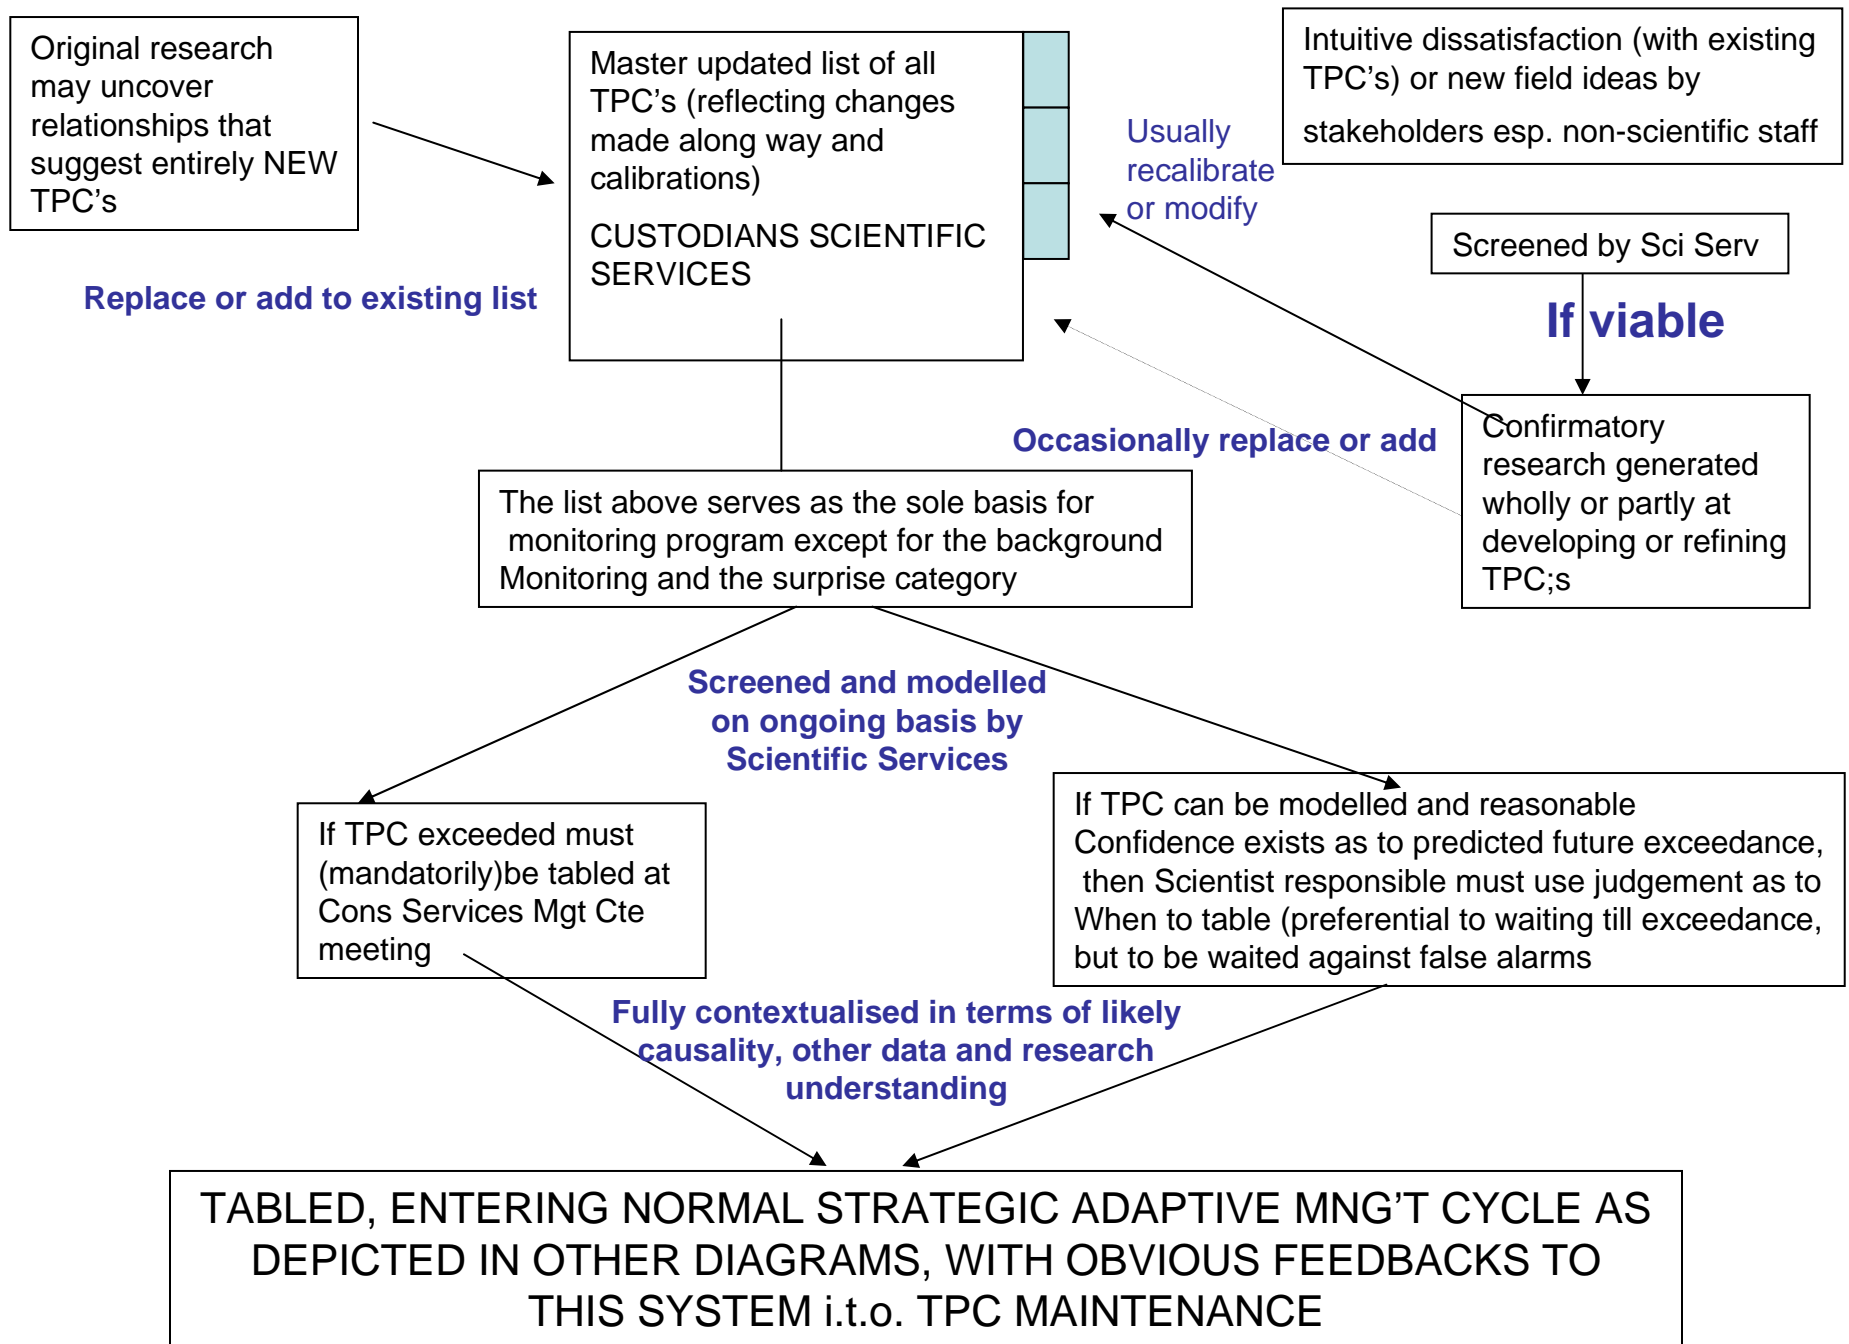 Original research
may uncover
relationships that
suggest entirely NEW
TPC’s
Master updated list of all
TPC’s (reflecting changes
made along way and
calibrations)
CUSTODIANS SCIENTIFIC
SERVICES
Intuitive dissatisfaction (with existing
TPC’s) or new field ideas by
stakeholders esp. non-scientific staff
Usually
recalibrate
or modify
Screened by Sci Serv
Replace or add to existing list
If viable
Confirmatory
research generated
wholly or partly at
developing or refining
TPC;s
Occasionally replace or add
The list above serves as the sole basis for
monitoring program except for the background
Monitoring and the surprise category
Screened and modelled
on ongoing basis by
Scientific Services
If TPC exceeded must
(mandatorily)be tabled at
Cons Services Mgt Cte
meeting
If TPC can be modelled and reasonable
Confidence exists as to predicted future exceedance,
then Scientist responsible must use judgement as to
When to table (preferential to waiting till exceedance,
but to be waited against false alarms
Fully contextualised in terms of likely
causality, other data and research
understanding
TABLED, ENTERING NORMAL STRATEGIC ADAPTIVE MNG’T CYCLE AS
DEPICTED IN OTHER DIAGRAMS, WITH OBVIOUS FEEDBACKS TO
THIS SYSTEM i.t.o. TPC MAINTENANCE